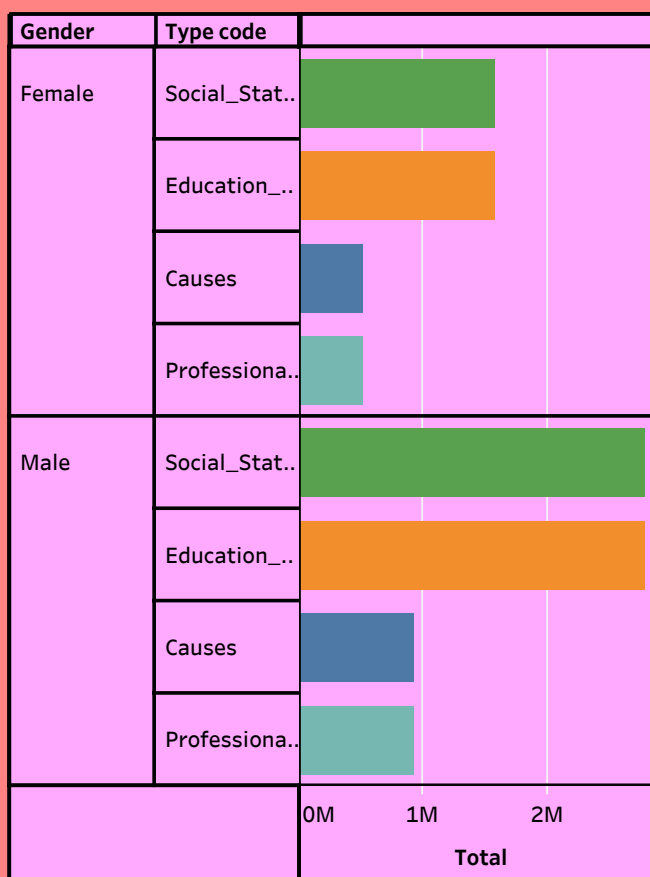 Gender Type code
Female Social_Stat..
Education_..
Causes
Professiona..
Male Social_Stat..
Education_..
Causes
Professiona..
0M 1M 2M
Total